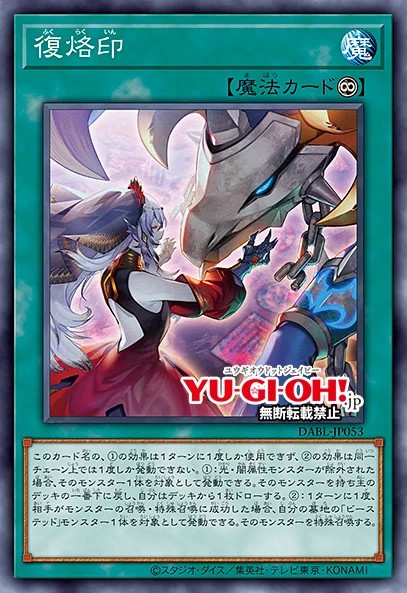 ふく らく いん
復烙印
魔
まほう
【魔法カード】
ユウギオウドットジェイピー
YU-GI-OH!.jp
無断転載禁止
DABL-JP053
このカード名の、①の効果は1ターンに1度しか使用できず、②の効果は同一
チェーン上では1度しか発動できない。①:光・闇属性モンスターが除外された
場合、そのモンスター1体を対象として発動できる。そのモンスターを持ち主の
デッキの一番下に戻し、自分はデッキから1枚ドローする。②:1ターンに1度、
相手がモンスターの召喚・特殊召喚に成功した場合、自分の墓地の「ビース
テッド」モンスター1体を対象として発動できる。そのモンスターを特殊召喚する。
©スタジオ・ダイス/集英社・テレビ東京・KONAMI